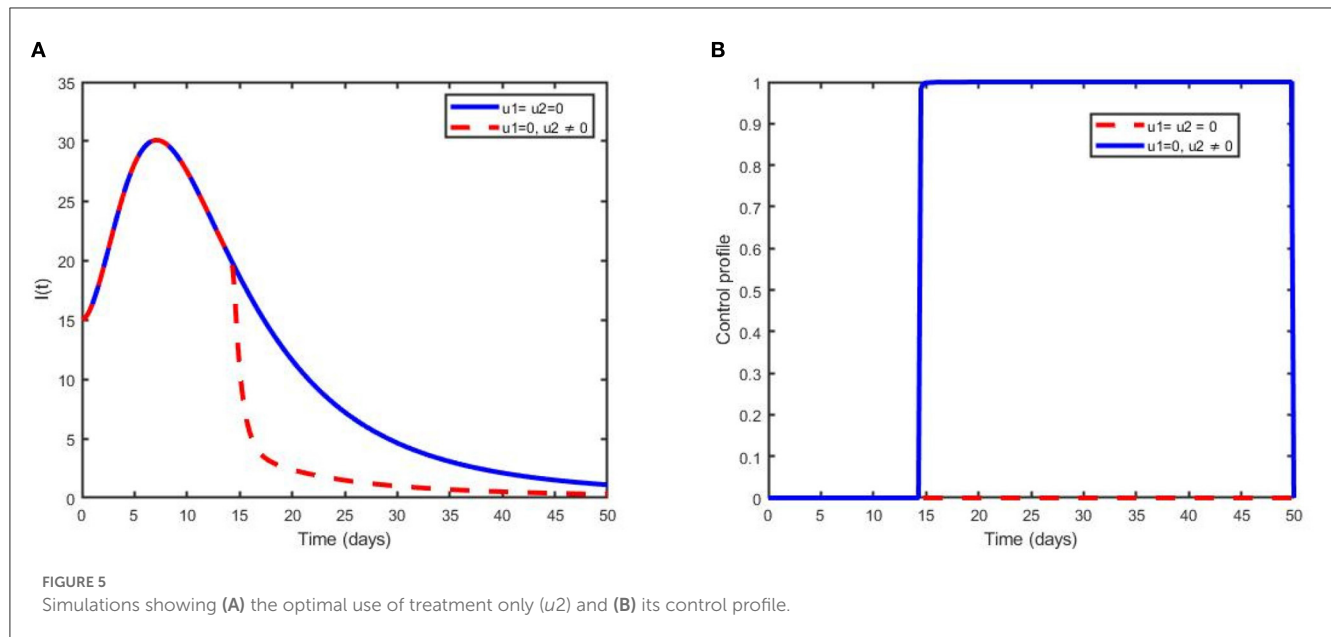 A
35
30
25
20
15
10
5
0
I(t)
u1= u2=0
u1=0, u2 ≠ 0
0 5 10 15 20 25 30 35 40 45 50
Time (days)
B
1
0.9
0.8
0.7
0.6
0.5
0.4
0.3
0.2
0.1
0
Control profile
u1= u2 = 0
u1=0, u2 ≠ 0
0 5 10 15 20 25 30 35 40 45 50
Time (days)
FIGURE 5
Simulations showing (A) the optimal use of treatment only (u2) and (B) its control profile.